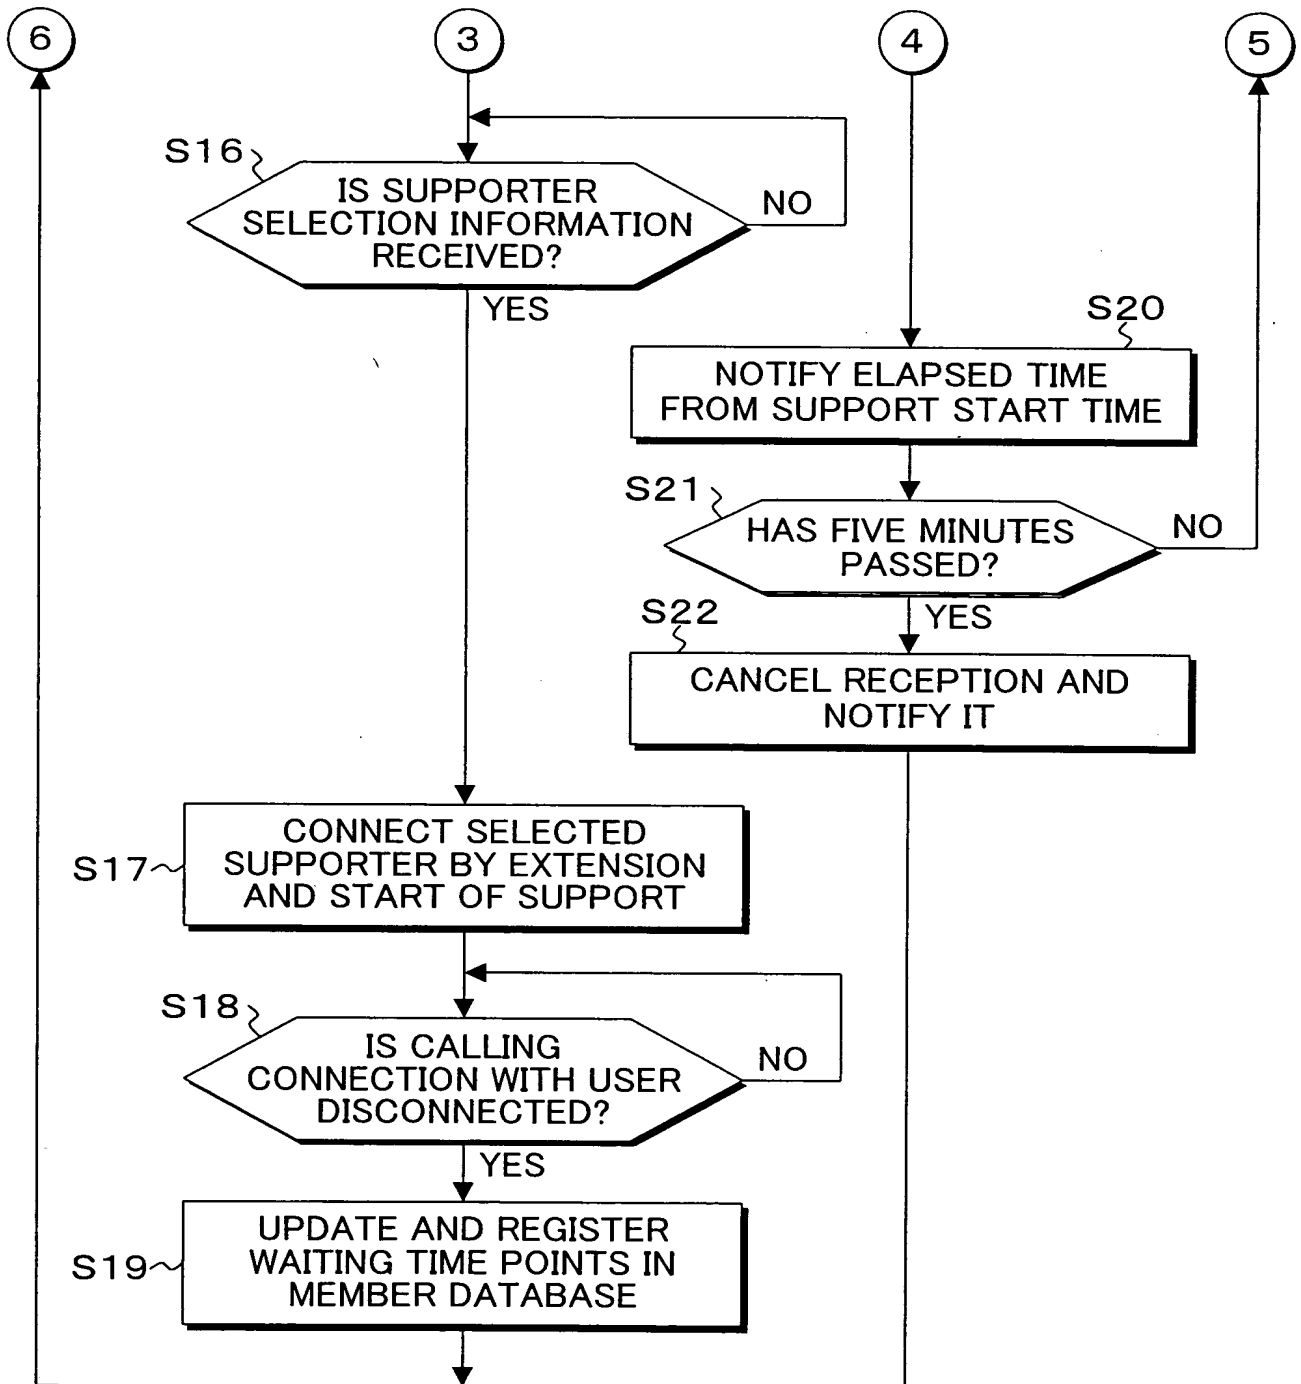 6
3
4
5
S16
IS SUPPORTER
SELECTION INFORMATION
RECEIVED?
NO
YES
S20
NOTIFY ELAPSED TIME
FROM SUPPORT START TIME
S21
HAS FIVE MINUTES
PASSED?
NO
YES
S22
CANCEL RECEPTION AND
NOTIFY IT
S17
CONNECT SELECTED
SUPPORTER BY EXTENSION
AND START OF SUPPORT
S18
IS CALLING
CONNECTION WITH USER
DISCONNECTED?
NO
YES
S19
UPDATE AND REGISTER
WAITING TIME POINTS IN
MEMBER DATABASE